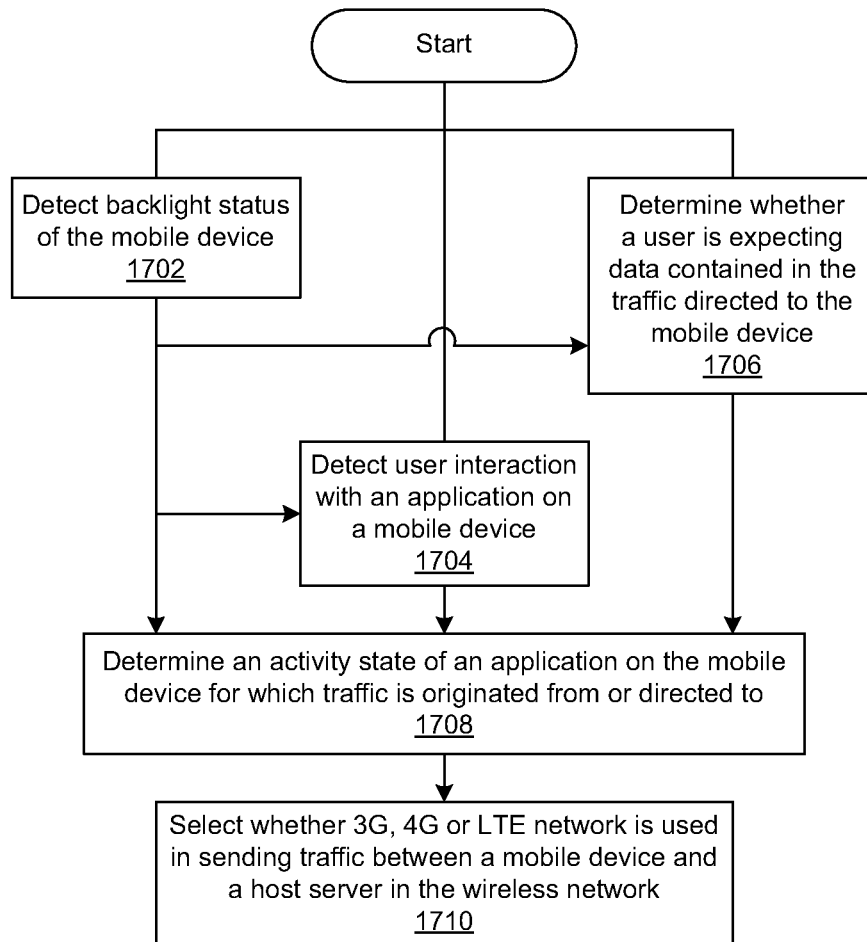 Start
Detect backlight status
of the mobile device
1702
Determine whether
a user is expecting
data contained in the
traffic directed to the
mobile device
1706
Detect user interaction
with an application on
a mobile device
1704
Determine an activity state of an application on the mobile
device for which traffic is originated from or directed to
1708
Select whether 3G, 4G or LTE network is used
in sending traffic between a mobile device and
a host server in the wireless network
1710